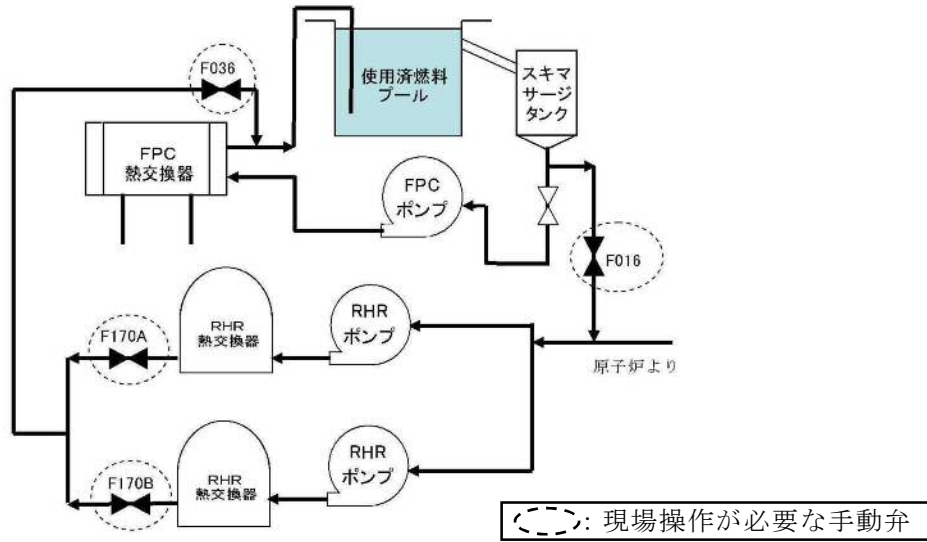 F036
使用済燃料
プール
スキマ
サージ
タンク
FPC
熱交換器
FPC
ポンプ
F016
RHR
熱交換器
RHR
ポンプ
F170A
原子炉より
RHR
熱交換器
RHR
ポンプ
F170B
: 現場操作が必要な手動弁